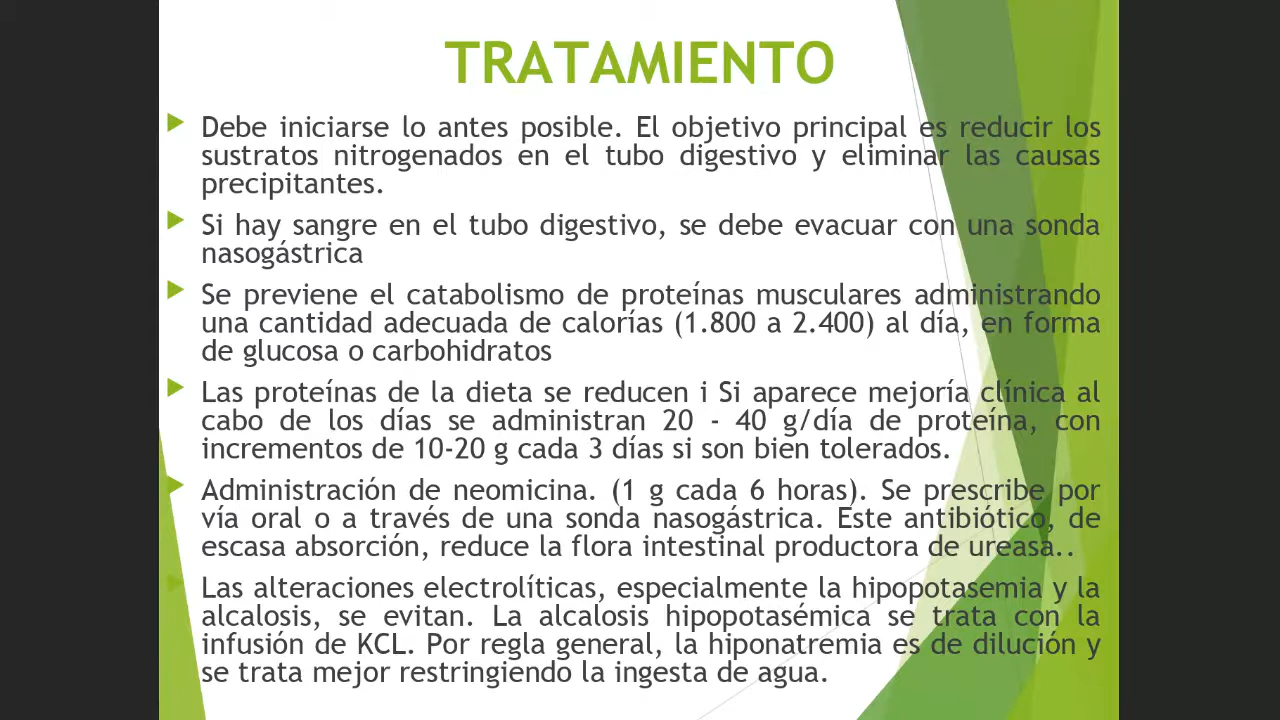 TRATAMIENTO
Debe iniciarse lo antes posible. El objetivo principal es reducir los
sustratos nitrogenados en el tubo digestivo y eliminar las causas
precipitantes.
Si hay sangre en el tubo digestivo, se debe evacuar con una sonda
nasogástrica
Se previene el catabolismo de proteínas musculares administrando
una cantidad adecuada de calorías (1.800 a 2.400) al día, en forma
de glucosa o carbohidratos
Las proteínas de la dieta se reducen i Si aparece mejoría clínica al
cabo de los días se administran 20 - 40 g/día de proteína, con
incrementos de 10-20 g cada 3 días si son bien tolerados.
Administración de neomicina. (1 g cada 6 horas). Se prescribe por
vía oral o a través de una sonda nasogástrica. Este antibiótico, de
escasa absorción, reduce la flora intestinal productora de ureasa..
Las alteraciones electrolíticas, especialmente la hipopotasemia y la
alcalosis, se evitan. La alcalosis hipopotasémica se trata con la
infusión de KCL. Por regla general, la hiponatremia es de dilución y
se trata mejor restringiendo la ingesta de agua.